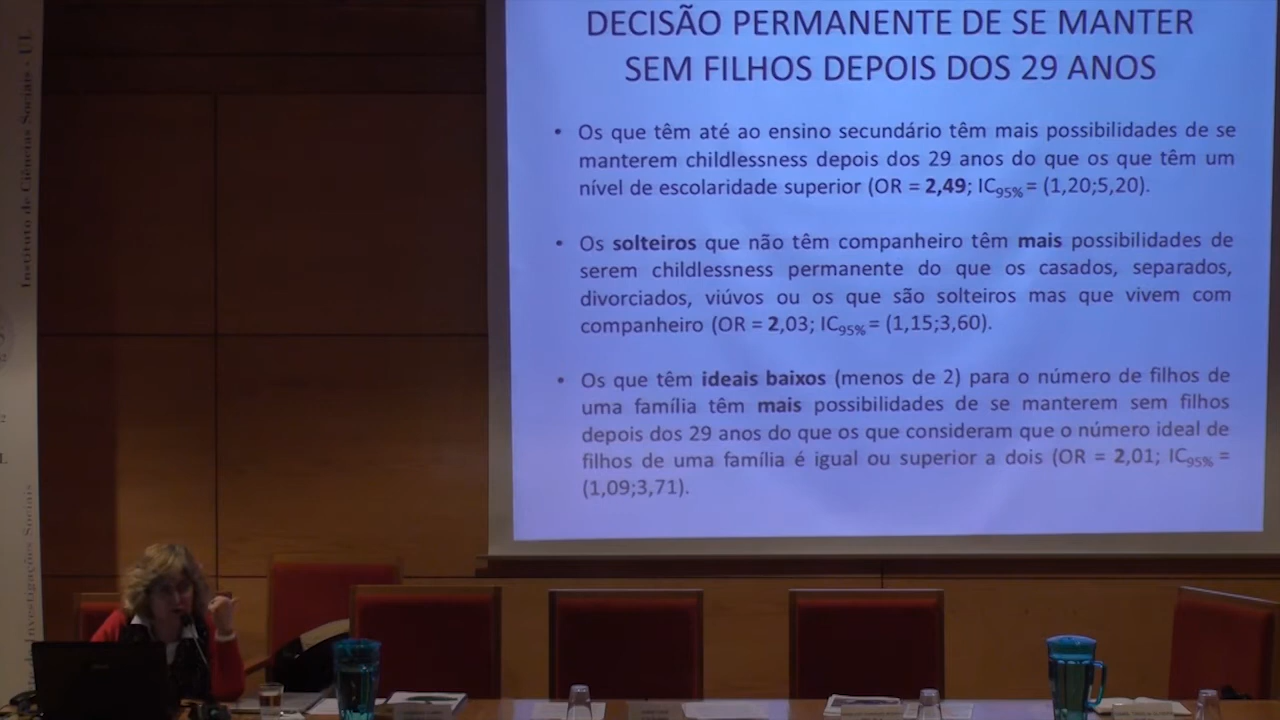 DECISÃO PERMANENTE DE SE MANTER
SEM FILHOS DEPOIS DOS 29 ANOS
• Os que têm até ao ensino secundário têm mais possibilidades de se
manterem childlessness depois dos 29 anos do que os que têm um
nível de escolaridade superior (OR = 2,49; IC95% = (1,20;5,20).
• Os solteiros que não têm companheiro têm mais possibilidades de
serem childlessness permanente do que os casados, separados,
divorciados, viúvos ou os que são solteiros mas que vivem com
companheiro (OR = 2,03; IC95% = (1,15;3,60).
• Os que têm ideais baixos (menos de 2) para o número de filhos de
uma família têm mais possibilidades de se manterem sem filhos
depois dos 29 anos do que os que consideram que o número ideal de
filhos de uma família é igual ou superior a dois (OR = 2,01; IC95% =
(1,09;3,71).
Instituto de Ciências Sociais - UL
Investigações Sociais